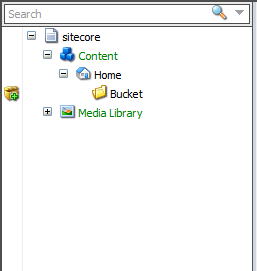 Search
sitecore
Content
Home
Bucket
Media Library